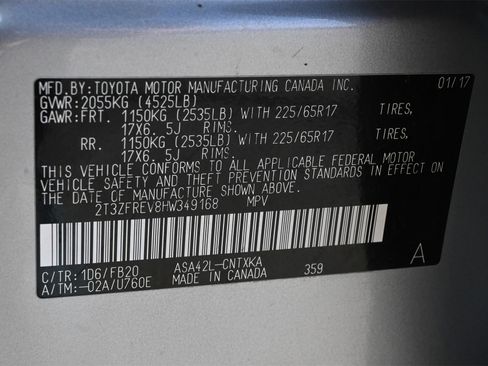 MFD.BY:TOYOTA MOTOR MANUFACTURING CANADA INC. 01/17
GVWR:2055KG (4525LB)
GAWR:FRT. 1150KG (2535LB) WITH 225/65R17 TIRES,
17X6. 5J RIMS.
RR. 1150KG (2535LB) WITH 225/65R17 TIRES,
17X6. 5J RIMS.
THIS VEHICLE CONFORMS TO ALL APPLICABLE FEDERAL MOTOR
VEHICLE SAFETY AND THEFT PREVENTION STANDARDS IN EFFECT ON
THE DATE OF MANUFACTURE SHOWN ABOVE.
2T3ZFREV8HW349168 MPV
C/TR:1D6/FB20 ASA42L-CNTXKA 359 A
A/TM:-02A/U760E MADE IN CANADA